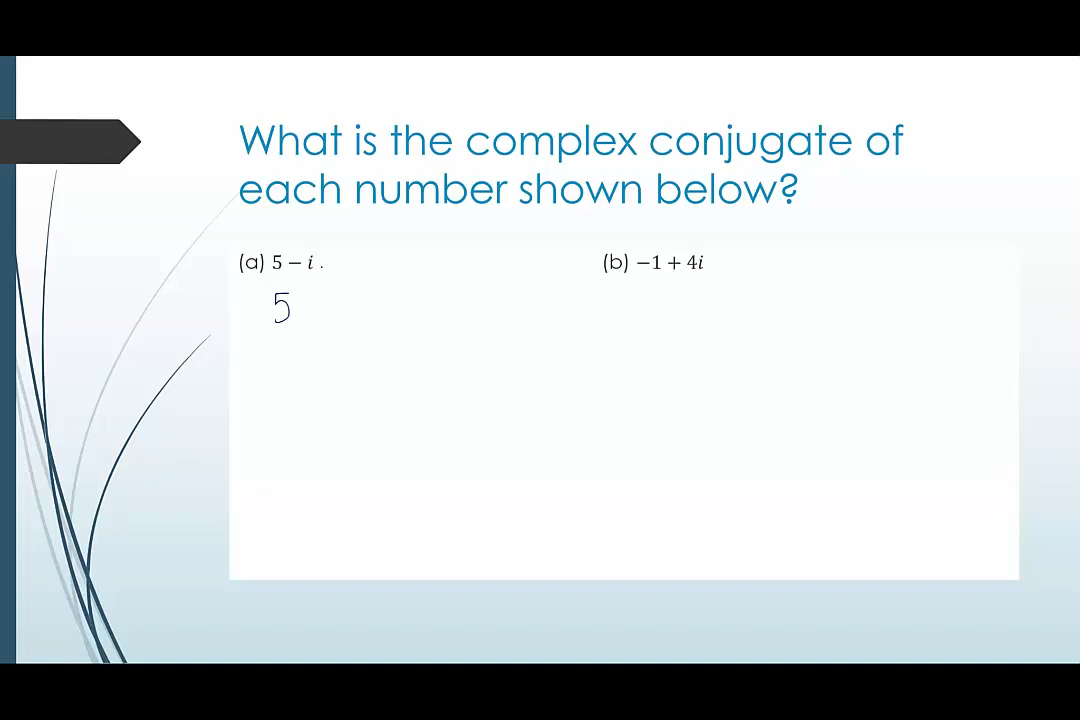 What is the complex conjugate of
each number shown below?
(a) 5 − i .
(b) −1 + 4i
5